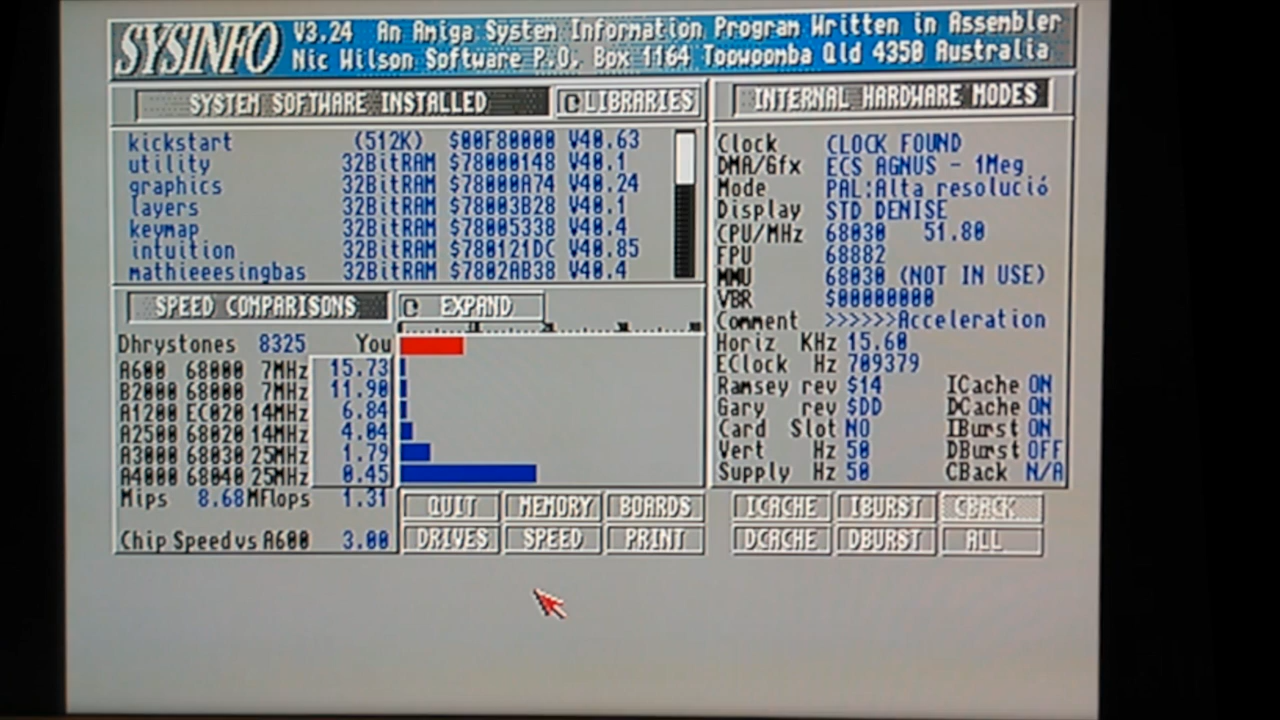 SYSINFO V3.24 An Amiga System Information Program Written in Assembler
Nic Wilson Software P.O. Box 1164 Toowoomba Qld 4350 Australia
SYSTEM SOFTWARE INSTALLED LIBRARIES
kickstart (512K) $00F80000 V40.63
utility 32BitRAM $78000148 V40.1
graphics 32BitRAM $78000A74 V40.24
layers 32BitRAM $78003B28 V40.1
keymap 32BitRAM $78005338 V40.4
intuition 32BitRAM $780121DC V40.85
mathieeesingbas 32BitRAM $7802AB38 V40.4
SPEED COMPARISONS EXPAND
Dhrystones 8325 You
A600 68000 7MHz 15.73
B2000 68000 7MHz 11.90
A1200 EC020 14MHz 6.84
A2500 68020 14MHz 4.04
A3000 68030 25MHz 1.79
A4000 68040 25MHz 0.45
Mips 8.68 MFlops 1.31
Chip Speed vs A600 3.00
QUIT MEMORY BOARDS
DRIVES SPEED PRINT
INTERNAL HARDWARE MODES
Clock CLOCK FOUND
DMA/Gfx ECS AGNUS - 1Meg
Mode PAL:Alta resolució
Display STD DENISE
CPU/MHz 68030 51.80
FPU 68882
MMU 68030 (NOT IN USE)
VBR $00000000
Comment >>>>>>Acceleration
Horiz KHz 15.60
EClock Hz 709379
Ramsey rev $14 ICache ON
Gary rev $DD DCache ON
Card Slot NO IBurst ON
Vert Hz 50 DBurst OFF
Supply Hz 50 CBack N/A
ICACHE IBURST CBACK
DCACHE DBURST ALL